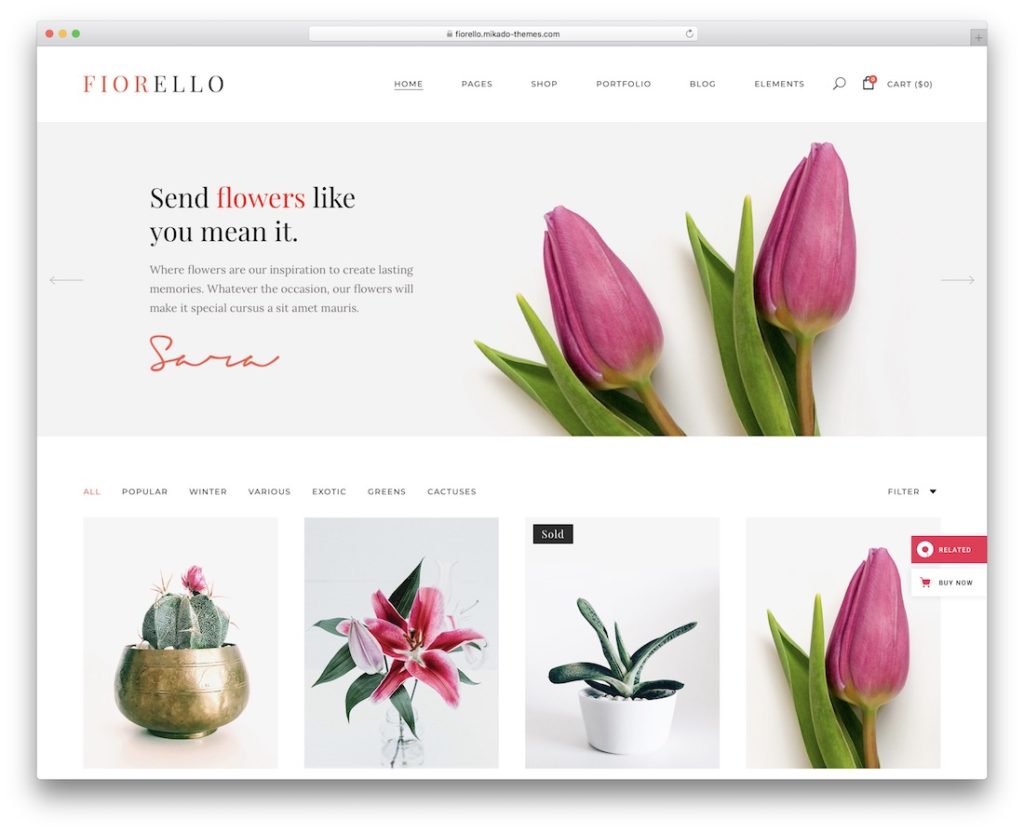 fiorello.mikado-themes.com
FIORELLO
HOME PAGES SHOP PORTFOLIO BLOG ELEMENTS 0 CART ($0)
Send flowers like
you mean it.
Where flowers are our inspiration to create lasting
memories. Whatever the occasion, our flowers will
make it special cursus a sit amet mauris.
Sara
ALL POPULAR WINTER VARIOUS EXOTIC GREENS CACTUSES FILTER
Sold
RELATED
BUY NOW